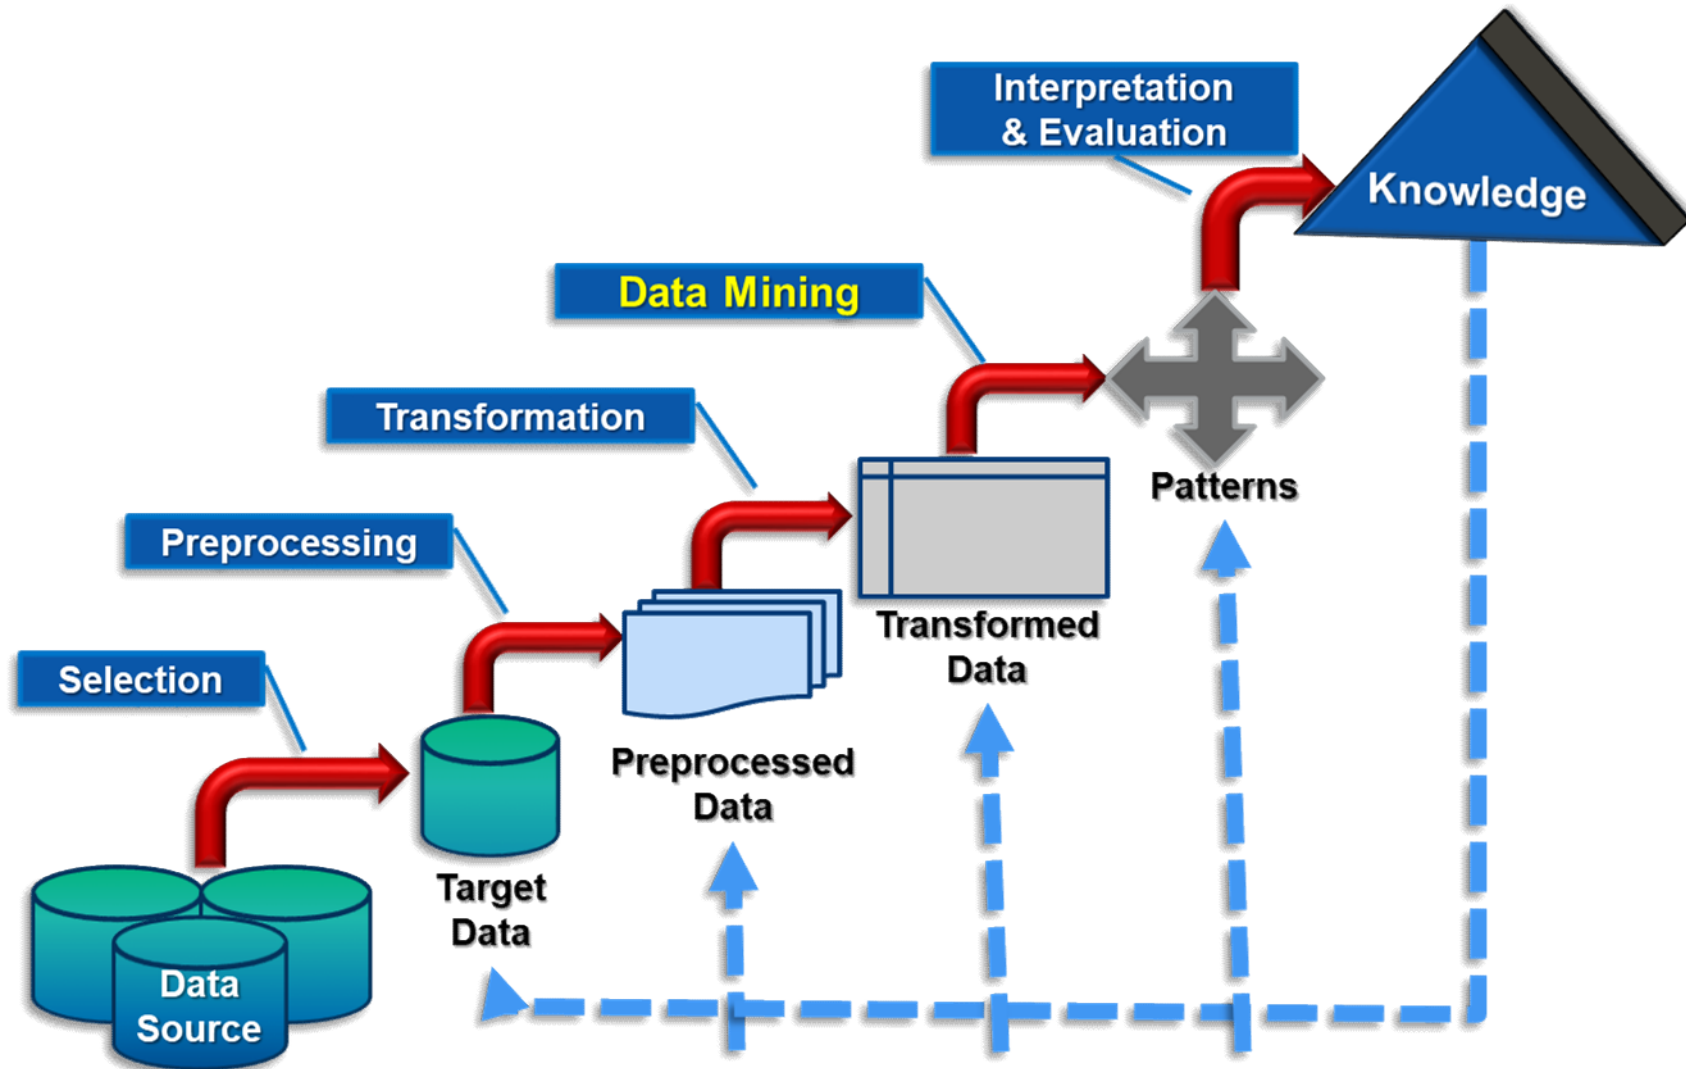 Interpretation
& Evaluation
Knowledge
Data Mining
Transformation
Patterns
Preprocessing
Transformed
Data
Selection
Preprocessed
Data
Target
Data
Data
Source